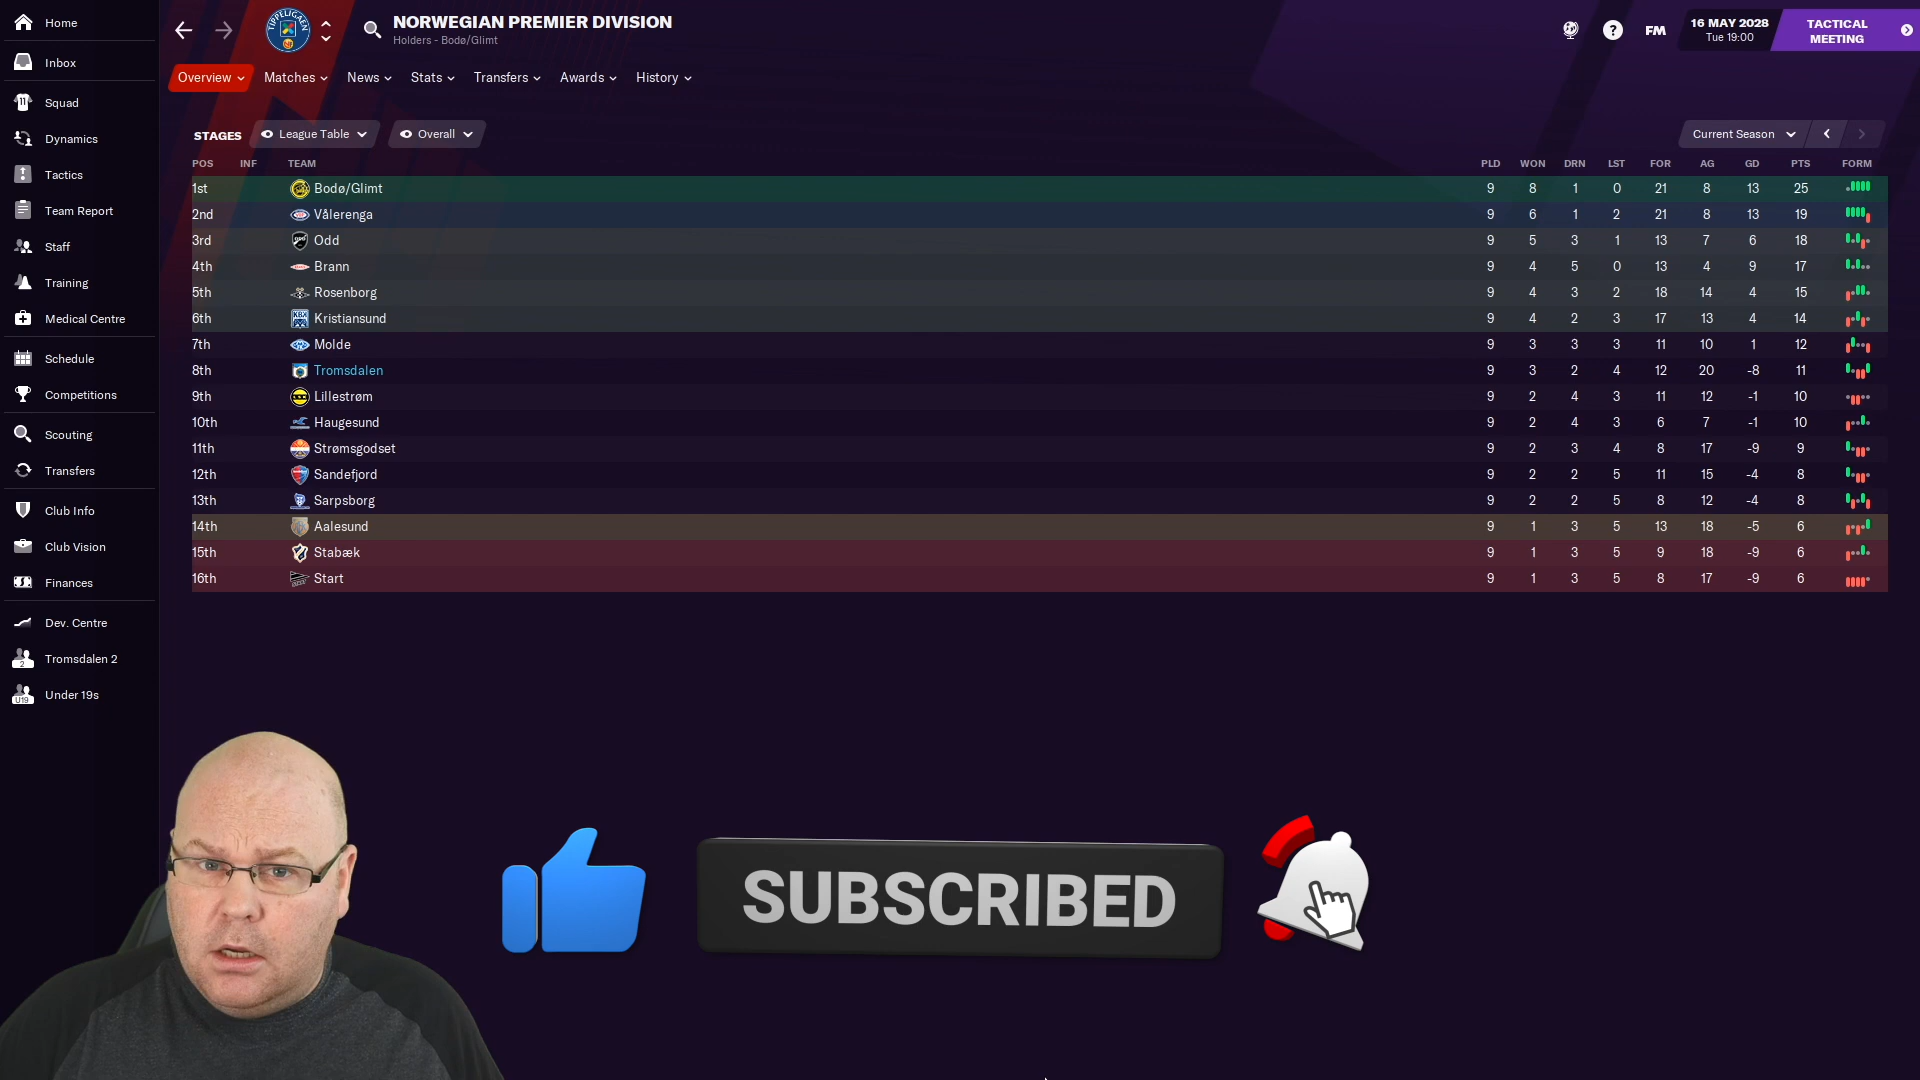 Home
Inbox
Squad
Dynamics
Tactics
Team Report
Staff
Training
Medical Centre
Schedule
Competitions
Scouting
Transfers
Club Info
Club Vision
Finances
Dev. Centre
Tromsdalen 2
Under 19s
NORWEGIAN PREMIER DIVISION
Holders - Bodø/Glimt
FM
16 MAY 2028
Tue 19:00
TACTICAL
MEETING
Overview Matches News Stats Transfers Awards History
STAGES League Table Overall Current Season
POS INF TEAM PLD WON DRN LST FOR AG GD PTS FORM
1st Bodø/Glimt 9 8 1 0 21 8 13 25
2nd Vålerenga 9 6 1 2 21 8 13 19
3rd Odd 9 5 3 1 13 7 6 18
4th Brann 9 4 5 0 13 4 9 17
5th Rosenborg 9 4 3 2 18 14 4 15
6th Kristiansund 9 4 2 3 17 13 4 14
7th Molde 9 3 3 3 11 10 1 12
8th Tromsdalen 9 3 2 4 12 20 -8 11
9th Lillestrøm 9 2 4 3 11 12 -1 10
10th Haugesund 9 2 4 3 6 7 -1 10
11th Strømsgodset 9 2 3 4 8 17 -9 9
12th Sandefjord 9 2 2 5 11 15 -4 8
13th Sarpsborg 9 2 2 5 8 12 -4 8
14th Aalesund 9 1 3 5 13 18 -5 6
15th Stabæk 9 1 3 5 9 18 -9 6
16th Start 9 1 3 5 8 17 -9 6
SUBSCRIBED